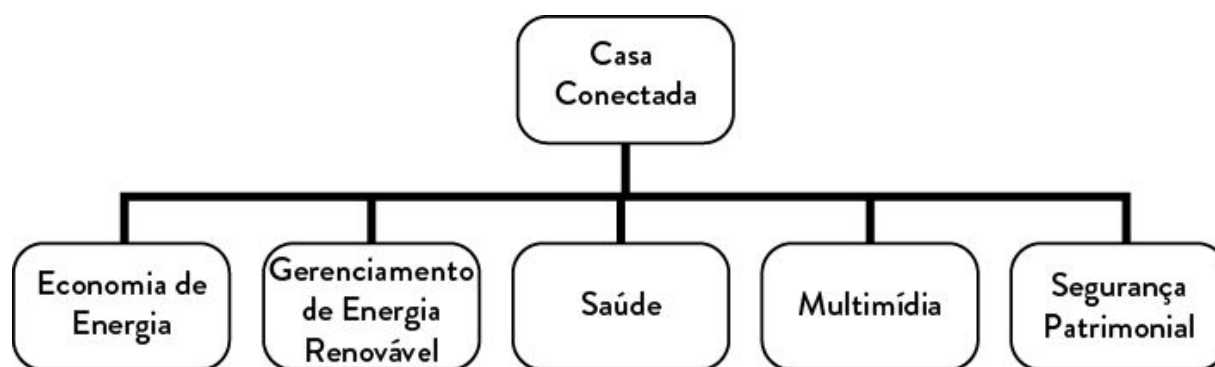 Casa
Conectada
Economia de
Energia
Gerenciamento
de Energia
Renovável
Saúde
Multimídia
Segurança
Patrimonial